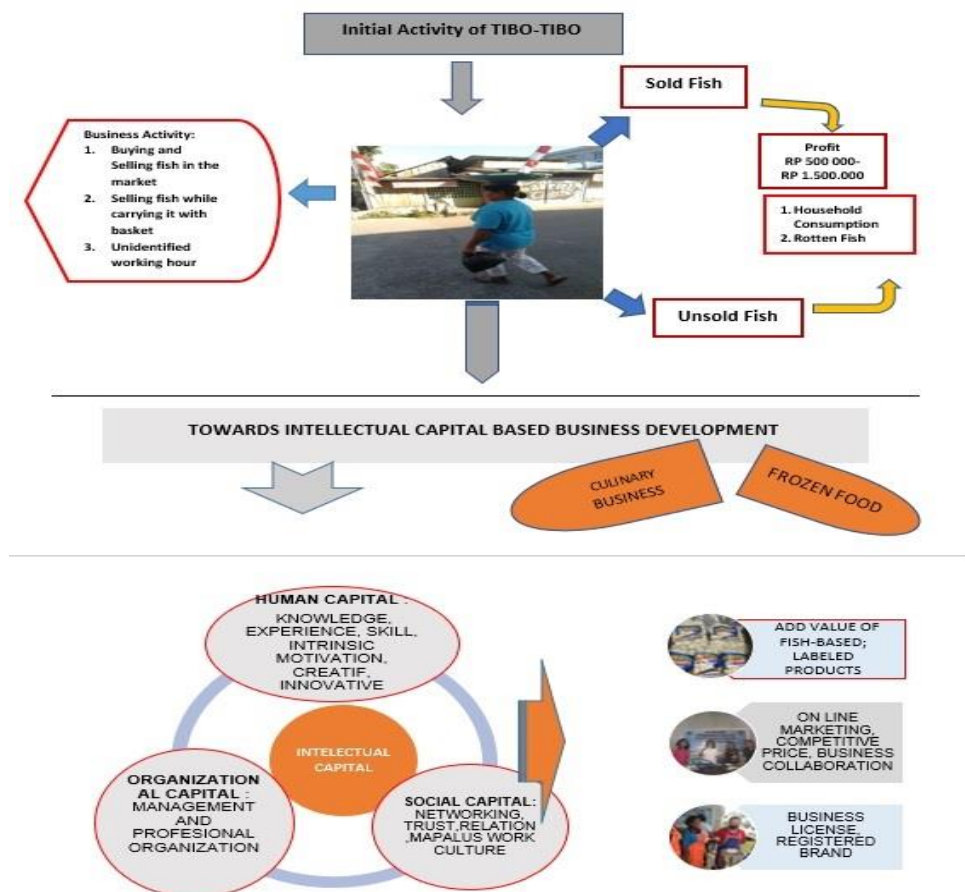 Initial Activity of TIBO-TIBO
Sold Fish
Business Activity:
1. Buying and
Selling fish in the
market
2. Selling fish while
carrying it with
basket
3. Unidentified
working hour
Profit
RP 500 000-
RP 1.500.000
1. Household
Consumption
2. Rotten Fish
Unsold Fish
TOWARDS INTELLECTUAL CAPITAL BASED BUSINESS DEVELOPMENT
CULINARY
BUSINESS
FROZEN FOOD
HUMAN CAPITAL :
KNOWLEDGE,
EXPERIENCE, SKILL,
INTRINSIC
MOTIVATION,
CREATIF,
INNOVATIVE
INTELECTUAL
CAPITAL
ORGANIZATION
AL CAPITAL :
MANAGEMENT
AND
PROFESIONAL
ORGANIZATION
SOCIAL CAPITAL:
NETWORKING,
TRUST,RELATION
,MAPALUS WORK
CULTURE
ADD VALUE OF
FISH-BASED;
LABELED
PRODUCTS
ON LINE
MARKETING,
COMPETITIVE
PRICE, BUSINESS
COLLABORATION
BUSINESS
LICENSE,
REGISTERED
BRAND